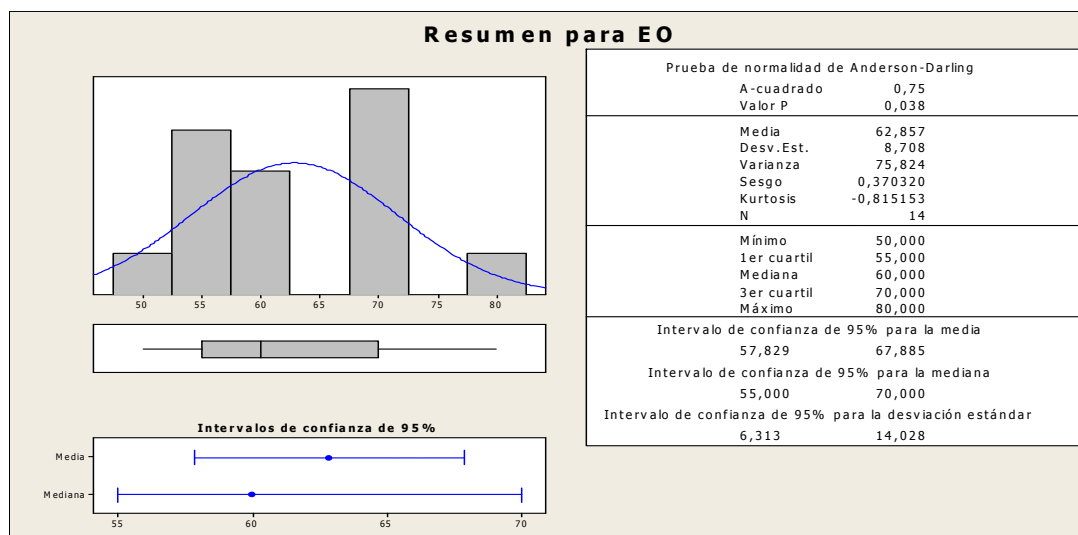 Resumen para EO
50 55 60 65 70 75 80
Intervalos de confianza de 95%
Media
Mediana
55 60 65 70
Prueba de normalidad de Anderson-Darling
A-cuadrado 0,75
Valor P 0,038
Media 62,857
Desv.Est. 8,708
Varianza 75,824
Sesgo 0,370320
Kurtosis -0,815153
N 14
Mínimo 50,000
1er cuartil 55,000
Mediana 60,000
3er cuartil 70,000
Máximo 80,000
Intervalo de confianza de 95% para la media
57,829 67,885
Intervalo de confianza de 95% para la mediana
55,000 70,000
Intervalo de confianza de 95% para la desviación estándar
6,313 14,028